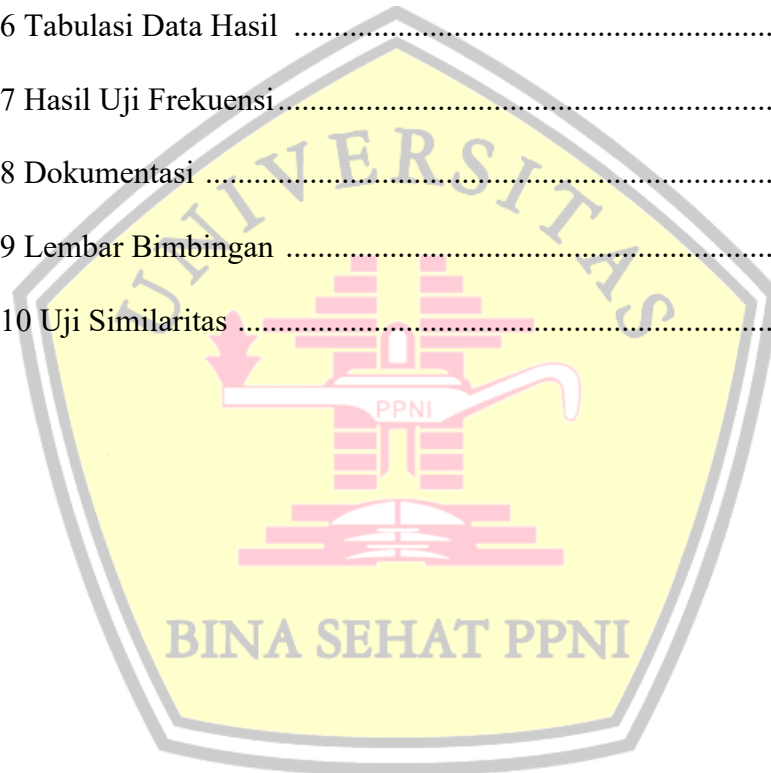 6 Tabulasi Data Hasil ............................................................
7 Hasil Uji Frekuensi..............................................................
8 Dokumentasi ......................................................................
9 Lembar Bimbingan .............................................................
10 Uji Similaritas ...................................................................
UNIVERSITAS
PPNI
BINA SEHAT PPNI